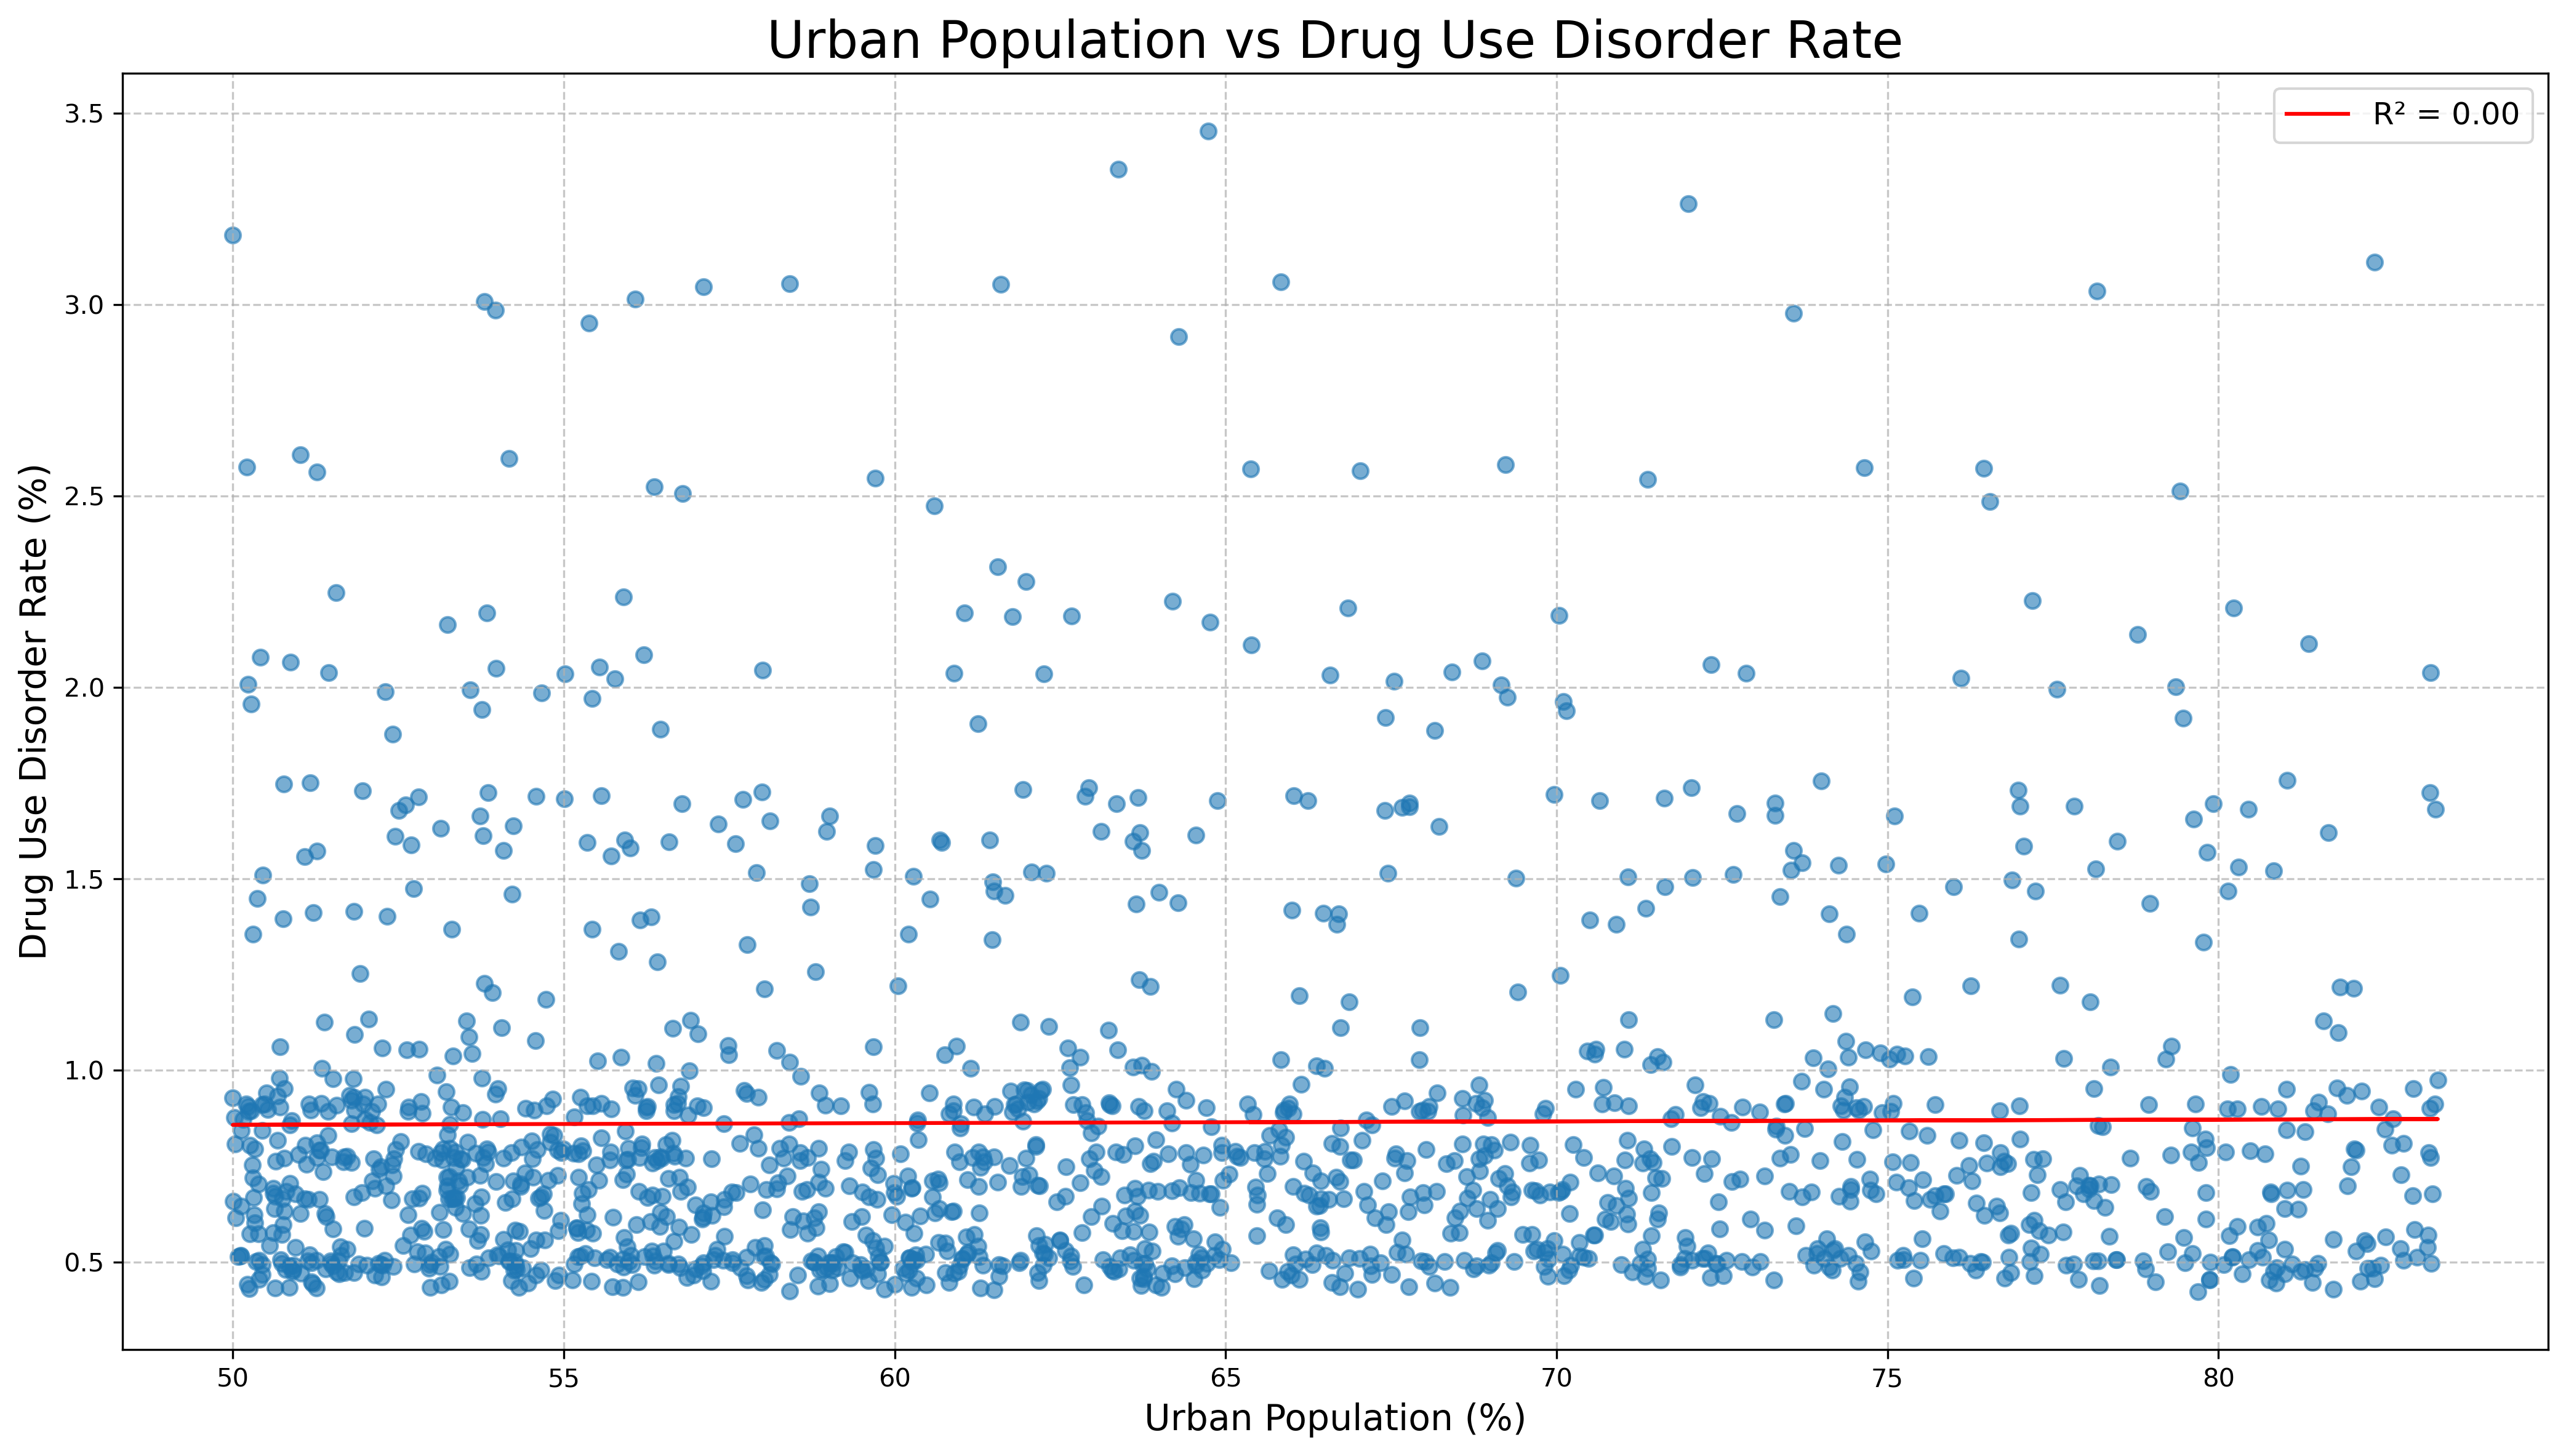 Urban Population vs Drug Use Disorder Rate
R² = 0.00
Drug Use Disorder Rate (%)
3.5
3.0
2.5
2.0
1.5
1.0
0.5
50 55 60 65 70 75 80
Urban Population (%)